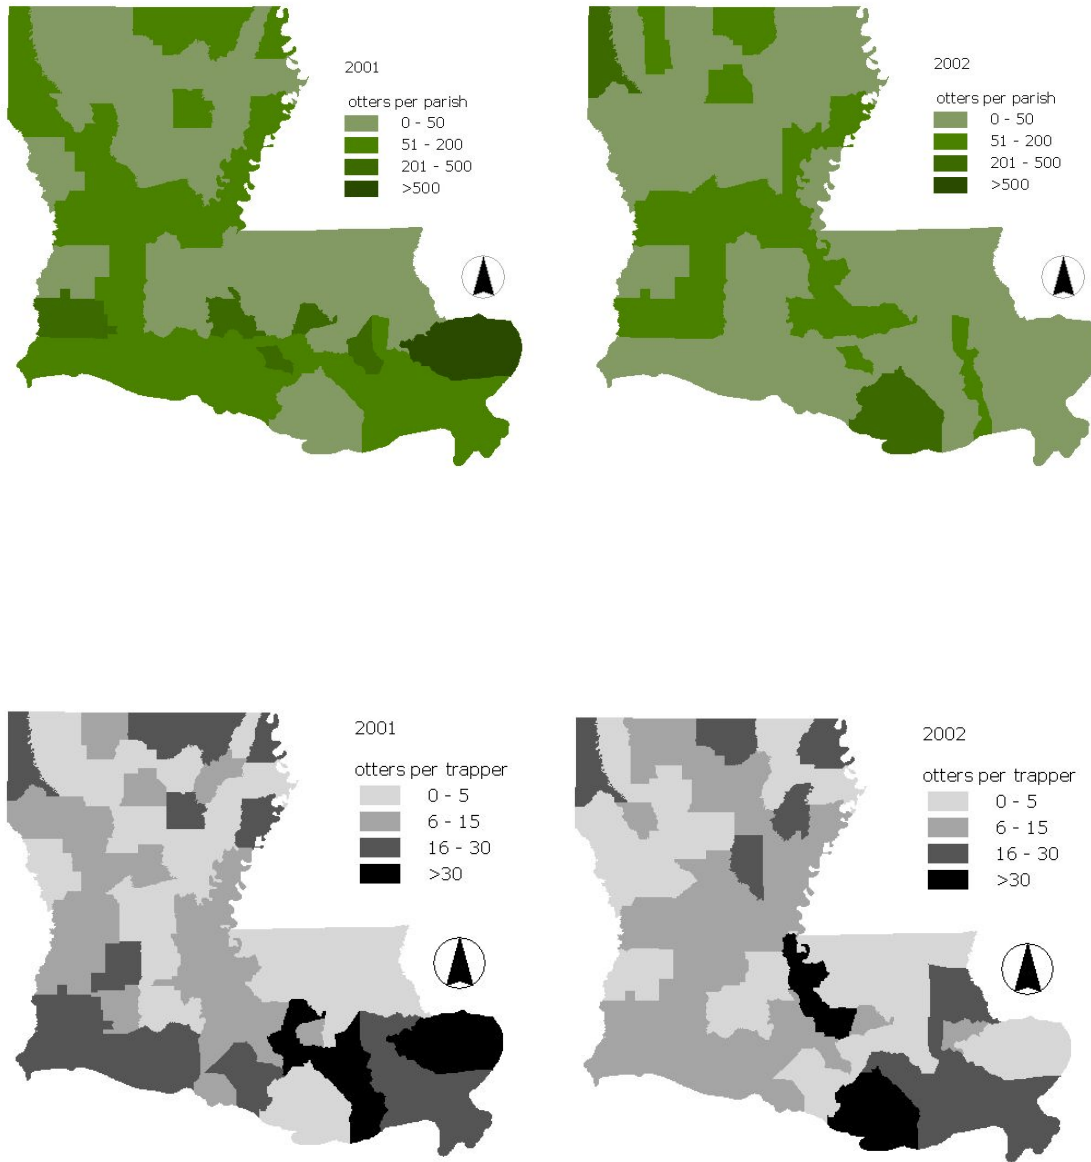 2001
otters per parish
0 - 50
51 - 200
201 - 500
>500
2002
otters per parish
0 - 50
51 - 200
201 - 500
>500
2001
otters per trapper
0 - 5
6 - 15
16 - 30
>30
2002
otters per trapper
0 - 5
6 - 15
16 - 30
>30